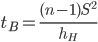 t_B = \frac{(n-1)S^2}{h_H}